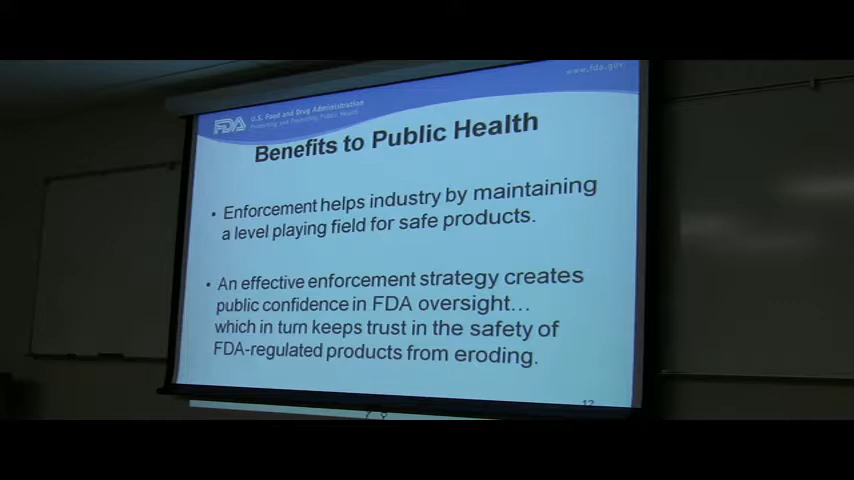 www.fda.gov
FDA U.S. Food and Drug Administration
Protecting and Promoting Public Health
Benefits to Public Health
• Enforcement helps industry by maintaining
a level playing field for safe products.
• An effective enforcement strategy creates
public confidence in FDA oversight…
which in turn keeps trust in the safety of
FDA-regulated products from eroding.
12